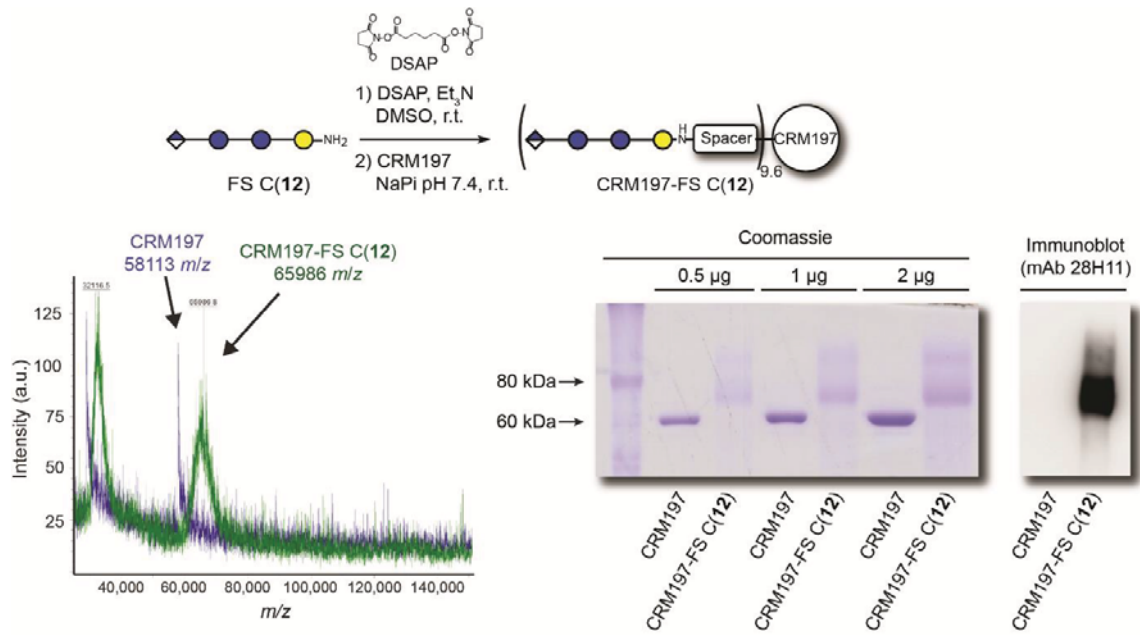 DSAP
1) DSAP, Et₃N
DMSO, r.t.
2) CRM197
NaPi pH 7.4, r.t.
NH₂
FS C(12)
H
N
Spacer
CRM197
9.6
CRM197-FS C(12)
O
O
N-O
O
O
O-N
O
O
CRM197
58113 m/z
CRM197-FS C(12)
65986 m/z
32116.5
Intensity (a.u.)
125
100
75
50
25
40,000
60,000
80,000
100,000
120,000
140,000
m/z
Coomassie
0.5 µg
1 µg
2 µg
80 kDa
60 kDa
CRM197
CRM197-FS C(12)
CRM197
CRM197-FS C(12)
CRM197
CRM197-FS C(12)
Immunoblot
(mAb 28H11)
CRM197
CRM197-FS C(12)